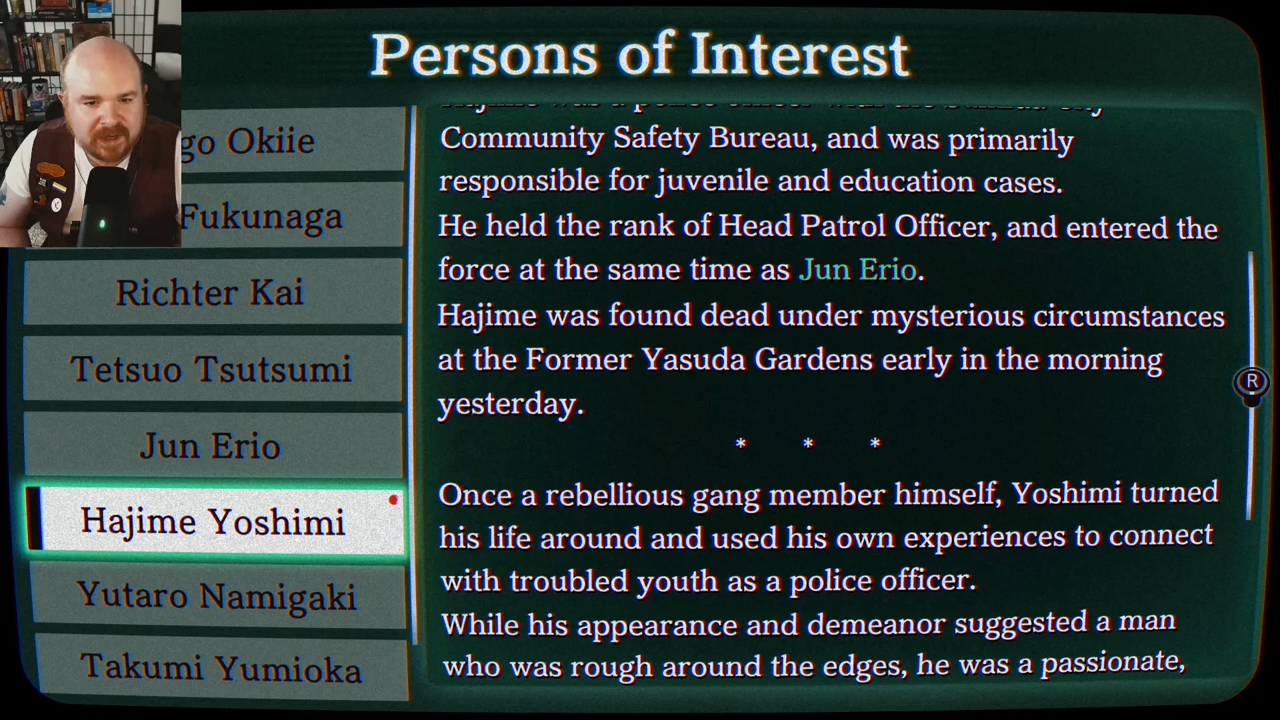 Persons of Interest
go Okiie
Fukunaga
Richter Kai
Tetsuo Tsutsumi
Jun Erio
Hajime Yoshimi
Yutaro Namigaki
Takumi Yumioka
Community Safety Bureau, and was primarily
responsible for juvenile and education cases.
He held the rank of Head Patrol Officer, and entered the
force at the same time as Jun Erio.
Hajime was found dead under mysterious circumstances
at the Former Yasuda Gardens early in the morning
yesterday.
* * *
Once a rebellious gang member himself, Yoshimi turned
his life around and used his own experiences to connect
with troubled youth as a police officer.
While his appearance and demeanor suggested a man
who was rough around the edges, he was a passionate,
R